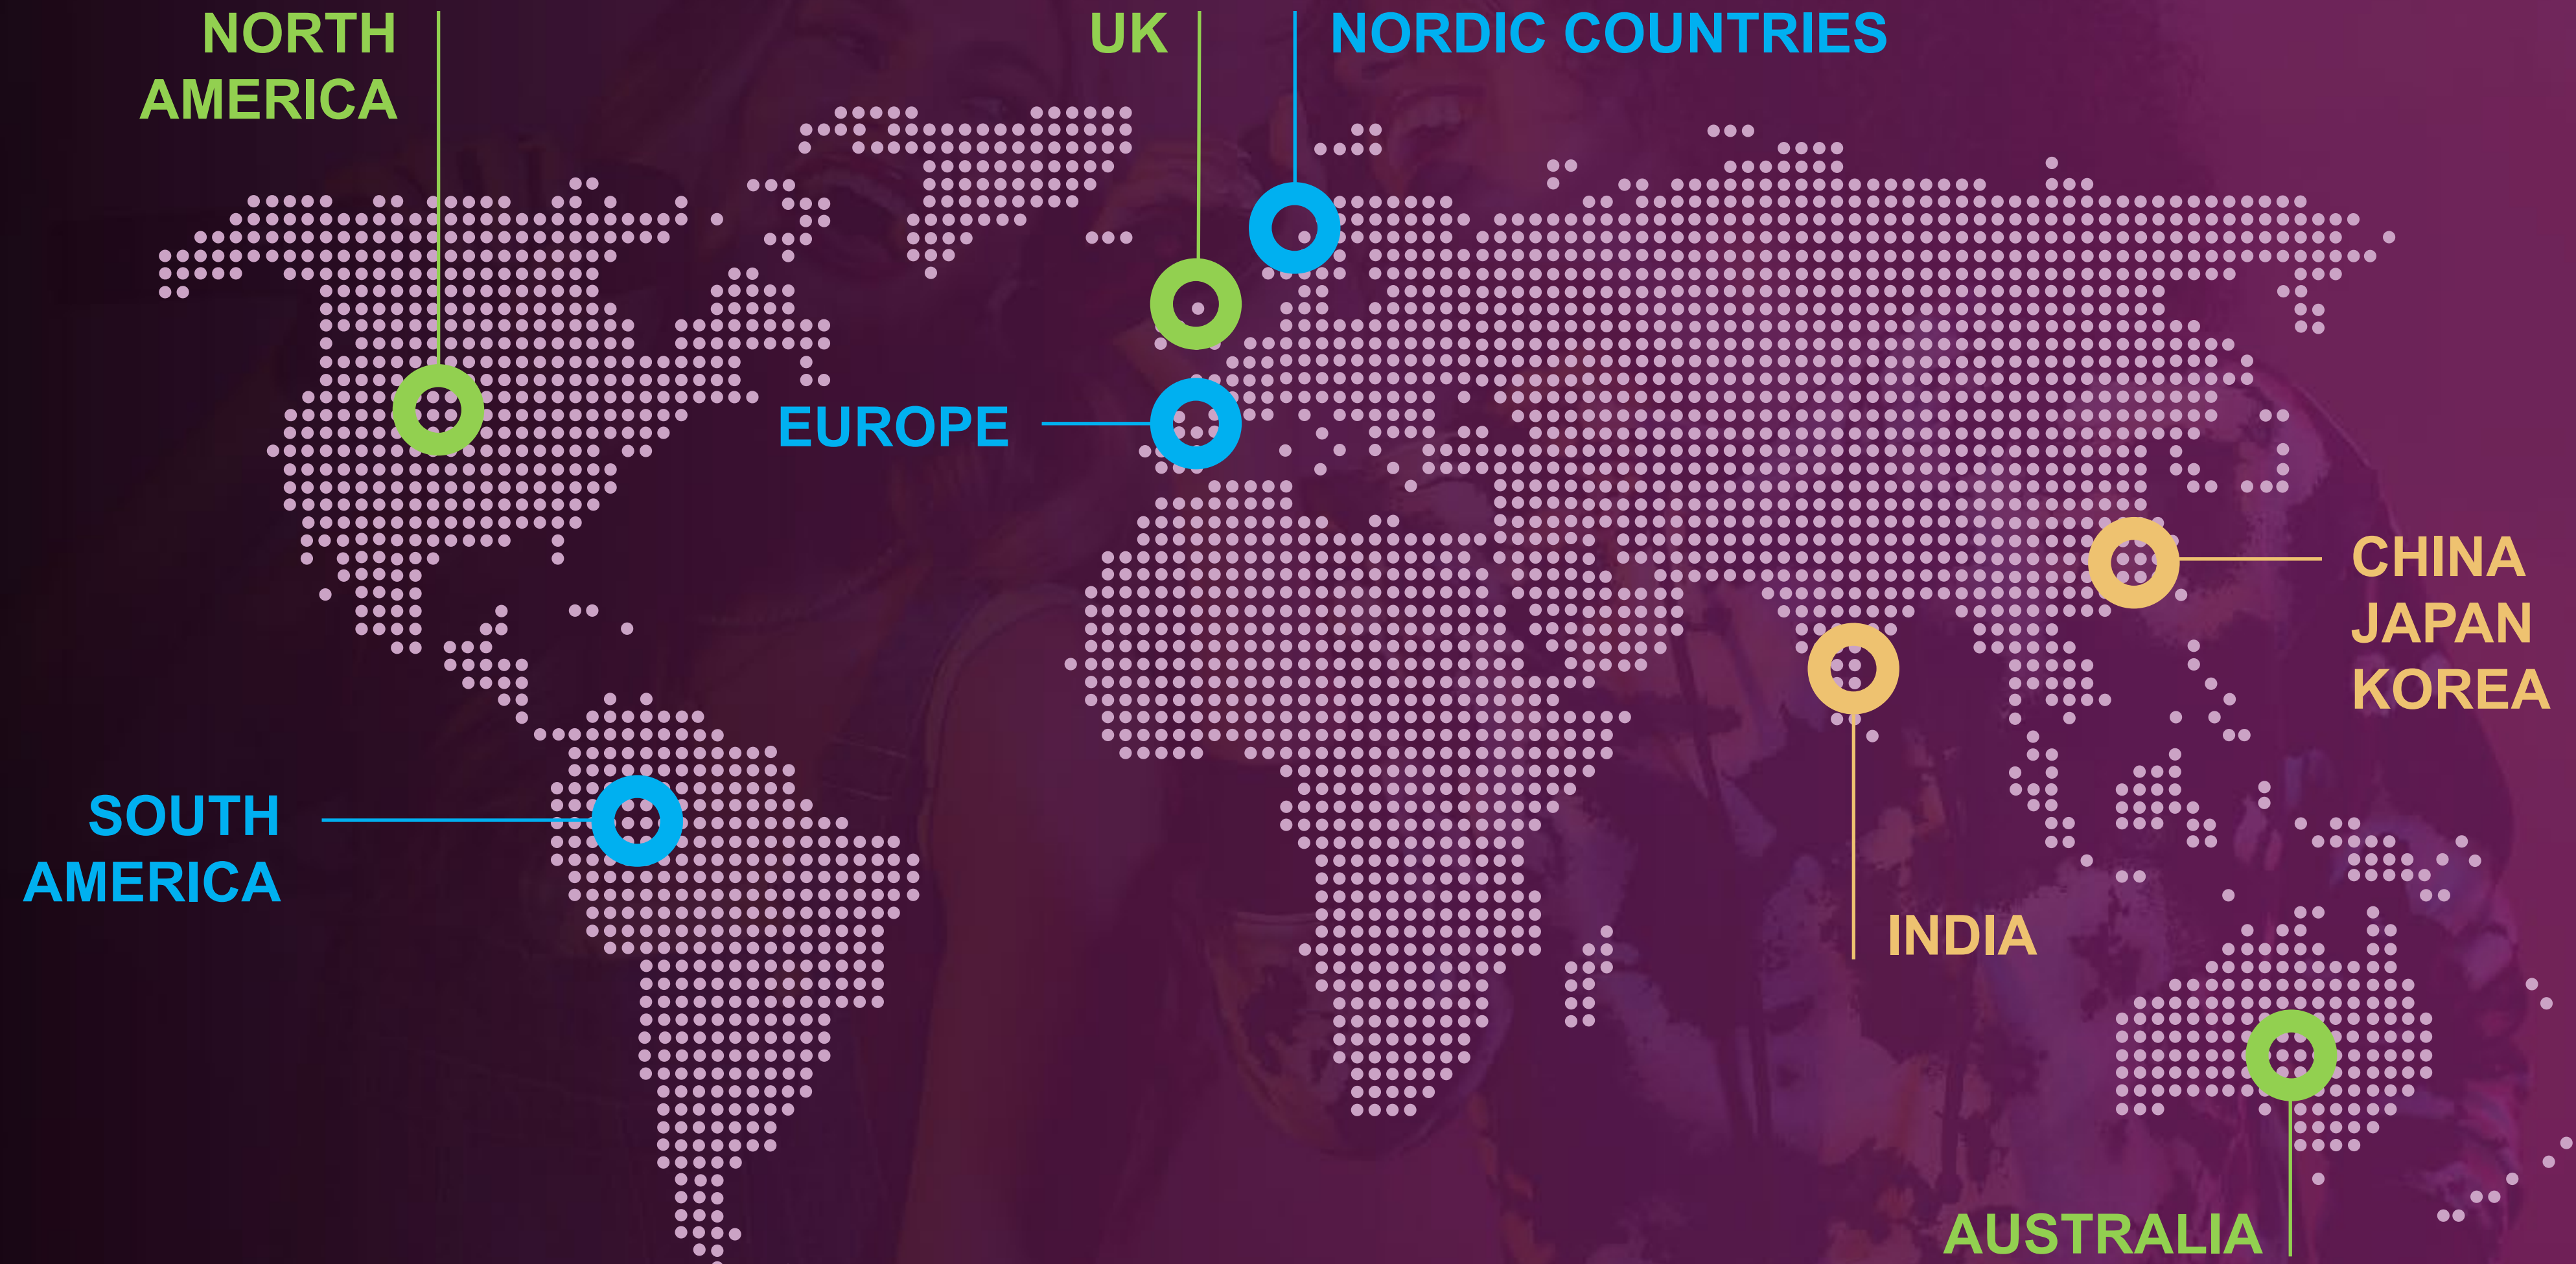 NORTH
AMERICA
UK
NORDIC COUNTRIES
EUROPE
CHINA
JAPAN
KOREA
SOUTH
AMERICA
INDIA
AUSTRALIA